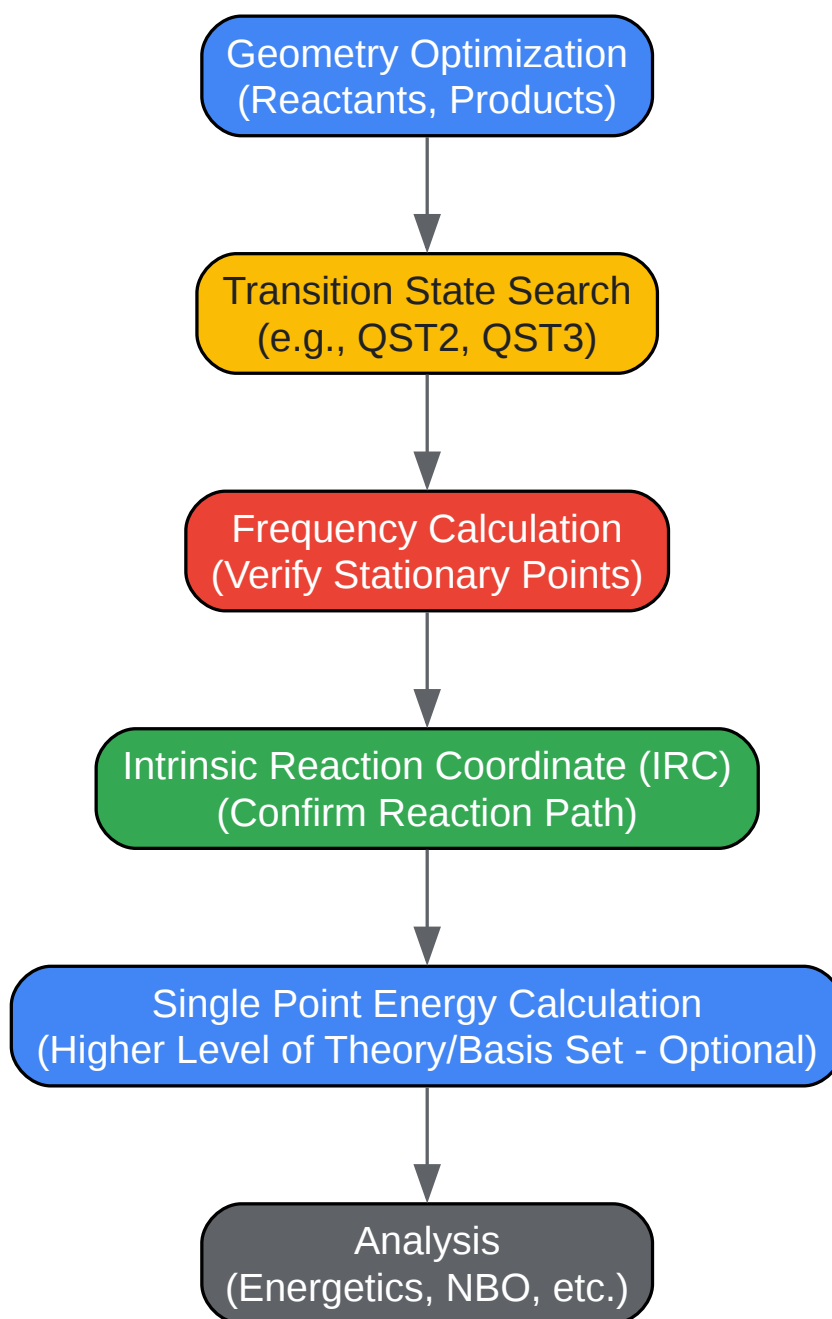 Geometry Optimization
(Reactants, Products)
Transition State Search
(e.g., QST2, QST3)
Frequency Calculation
(Verify Stationary Points)
Intrinsic Reaction Coordinate (IRC)
(Confirm Reaction Path)
Single Point Energy Calculation
(Higher Level of Theory/Basis Set - Optional)
Analysis
(Energetics, NBO, etc.)